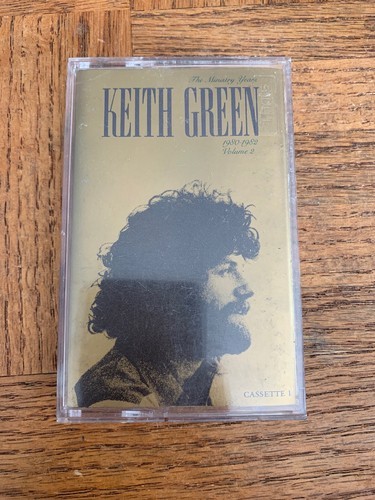 The Ministry Years
KEITH GREEN
1980-1982
Volume 2
CASSETTE 1